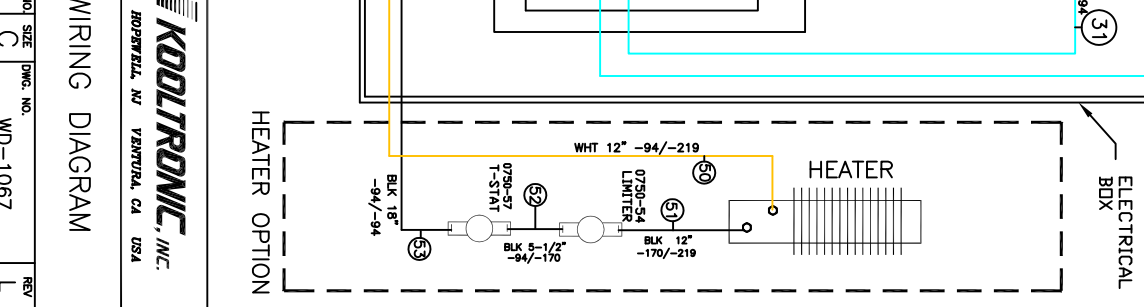 NO.
SIZE
C
DWG. NO.
WD-1067
REV
L
WIRING DIAGRAM
KOOLTRONIC, INC.
HOPEWELL, NJ VENTURA, CA USA
HEATER OPTION
-94
31
ELECTRICAL
BOX
WHT 12" -94/-219
50
HEATER
BLK 18"
-94/-94
53
0750-57
T-STAT
52
BLK 5-1/2"
-94/-170
0750-54
LIMITER
51
BLK 12"
-170/-219